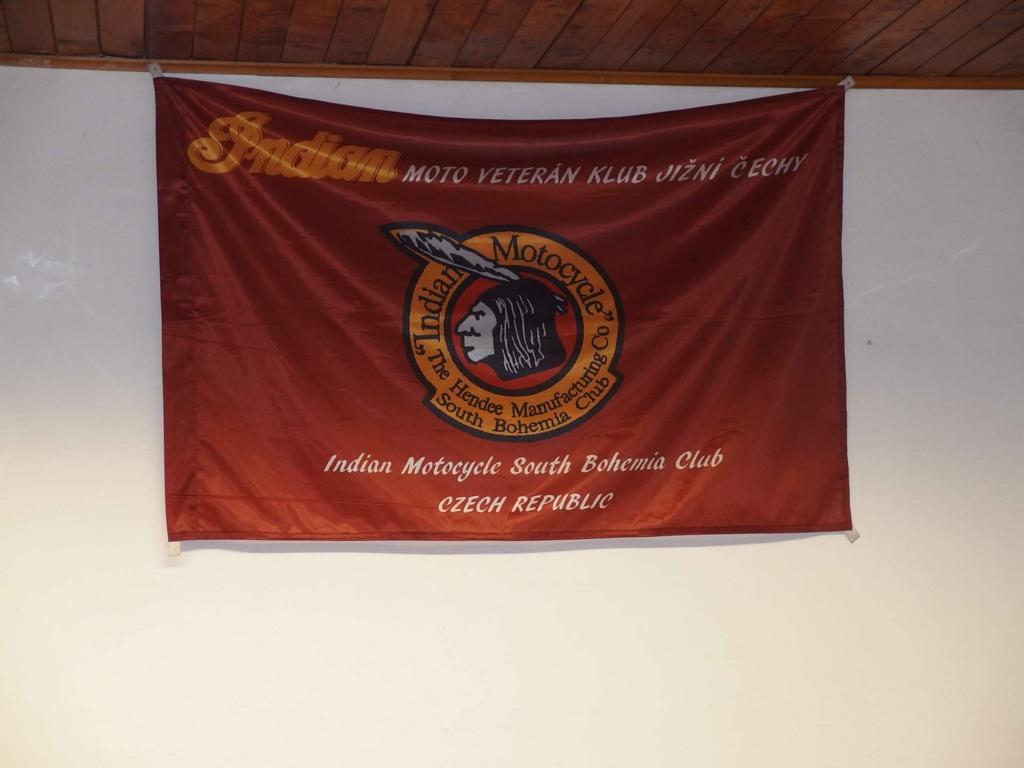 Indian MOTO VETERÁN KLUB JIŽNÍ ČECHY
"Indian Motocycle"
The Hendee Manufacturing Co
South Bohemia Club
Indian Motocycle South Bohemia Club
CZECH REPUBLIC